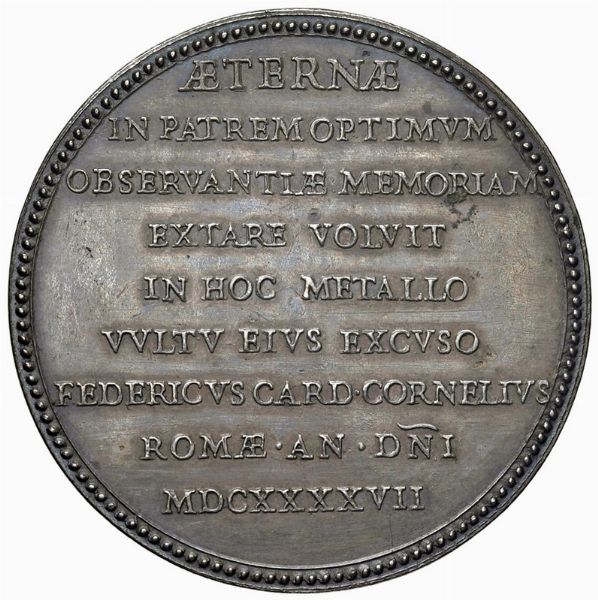 ÆTERNÆ
IN PATREM OPTIMVM
OBSERVANTIÆ MEMORIAM
EXTARE VOLVIT
IN HOC METALLO
VVLTV EIVS EXCVSO
FEDERICVS CARD·CORNELIVS
ROMÆ · AN · DN̄I
MDCXXXXVII